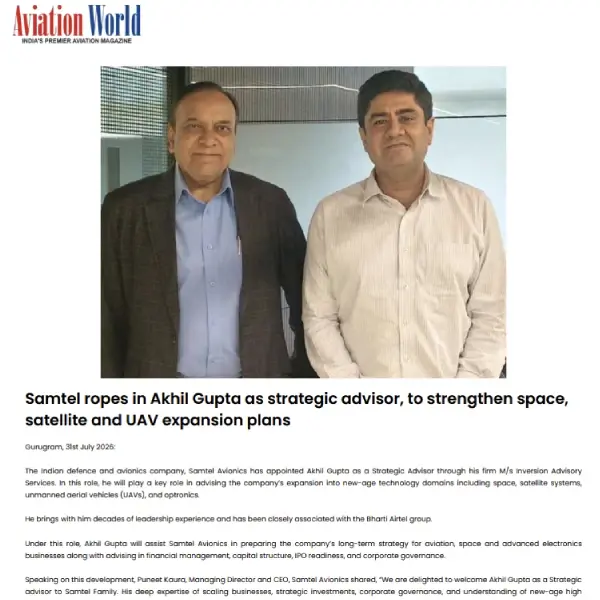 Aviation World
INDIA'S PREMIER AVIATION MAGAZINE
Samtel ropes in Akhil Gupta as strategic advisor, to strengthen space,
satellite and UAV expansion plans
Gurugram, 31st July 2026:
The Indian defence and avionics company, Samtel Avionics has appointed Akhil Gupta as a Strategic Advisor through his firm M/s Inversion Advisory
Services. In this role, he will play a key role in advising the company's expansion into new-age technology domains including space, satellite systems,
unmanned aerial vehicles (UAVs), and optronics.
He brings with him decades of leadership experience and has been closely associated with the Bharti Airtel group.
Under this role, Akhil Gupta will assist Samtel Avionics in preparing the company's long-term strategy for aviation, space and advanced electronics
businesses along with advising in financial management, capital structure, IPO readiness, and corporate governance.
Speaking on this development, Puneet Kaura, Managing Director and CEO, Samtel Avionics shared, "We are delighted to welcome Akhil Gupta as a Strategic
advisor to Samtel Family. His deep expertise of scaling businesses, strategic investments, corporate governance, and understanding of new-age high